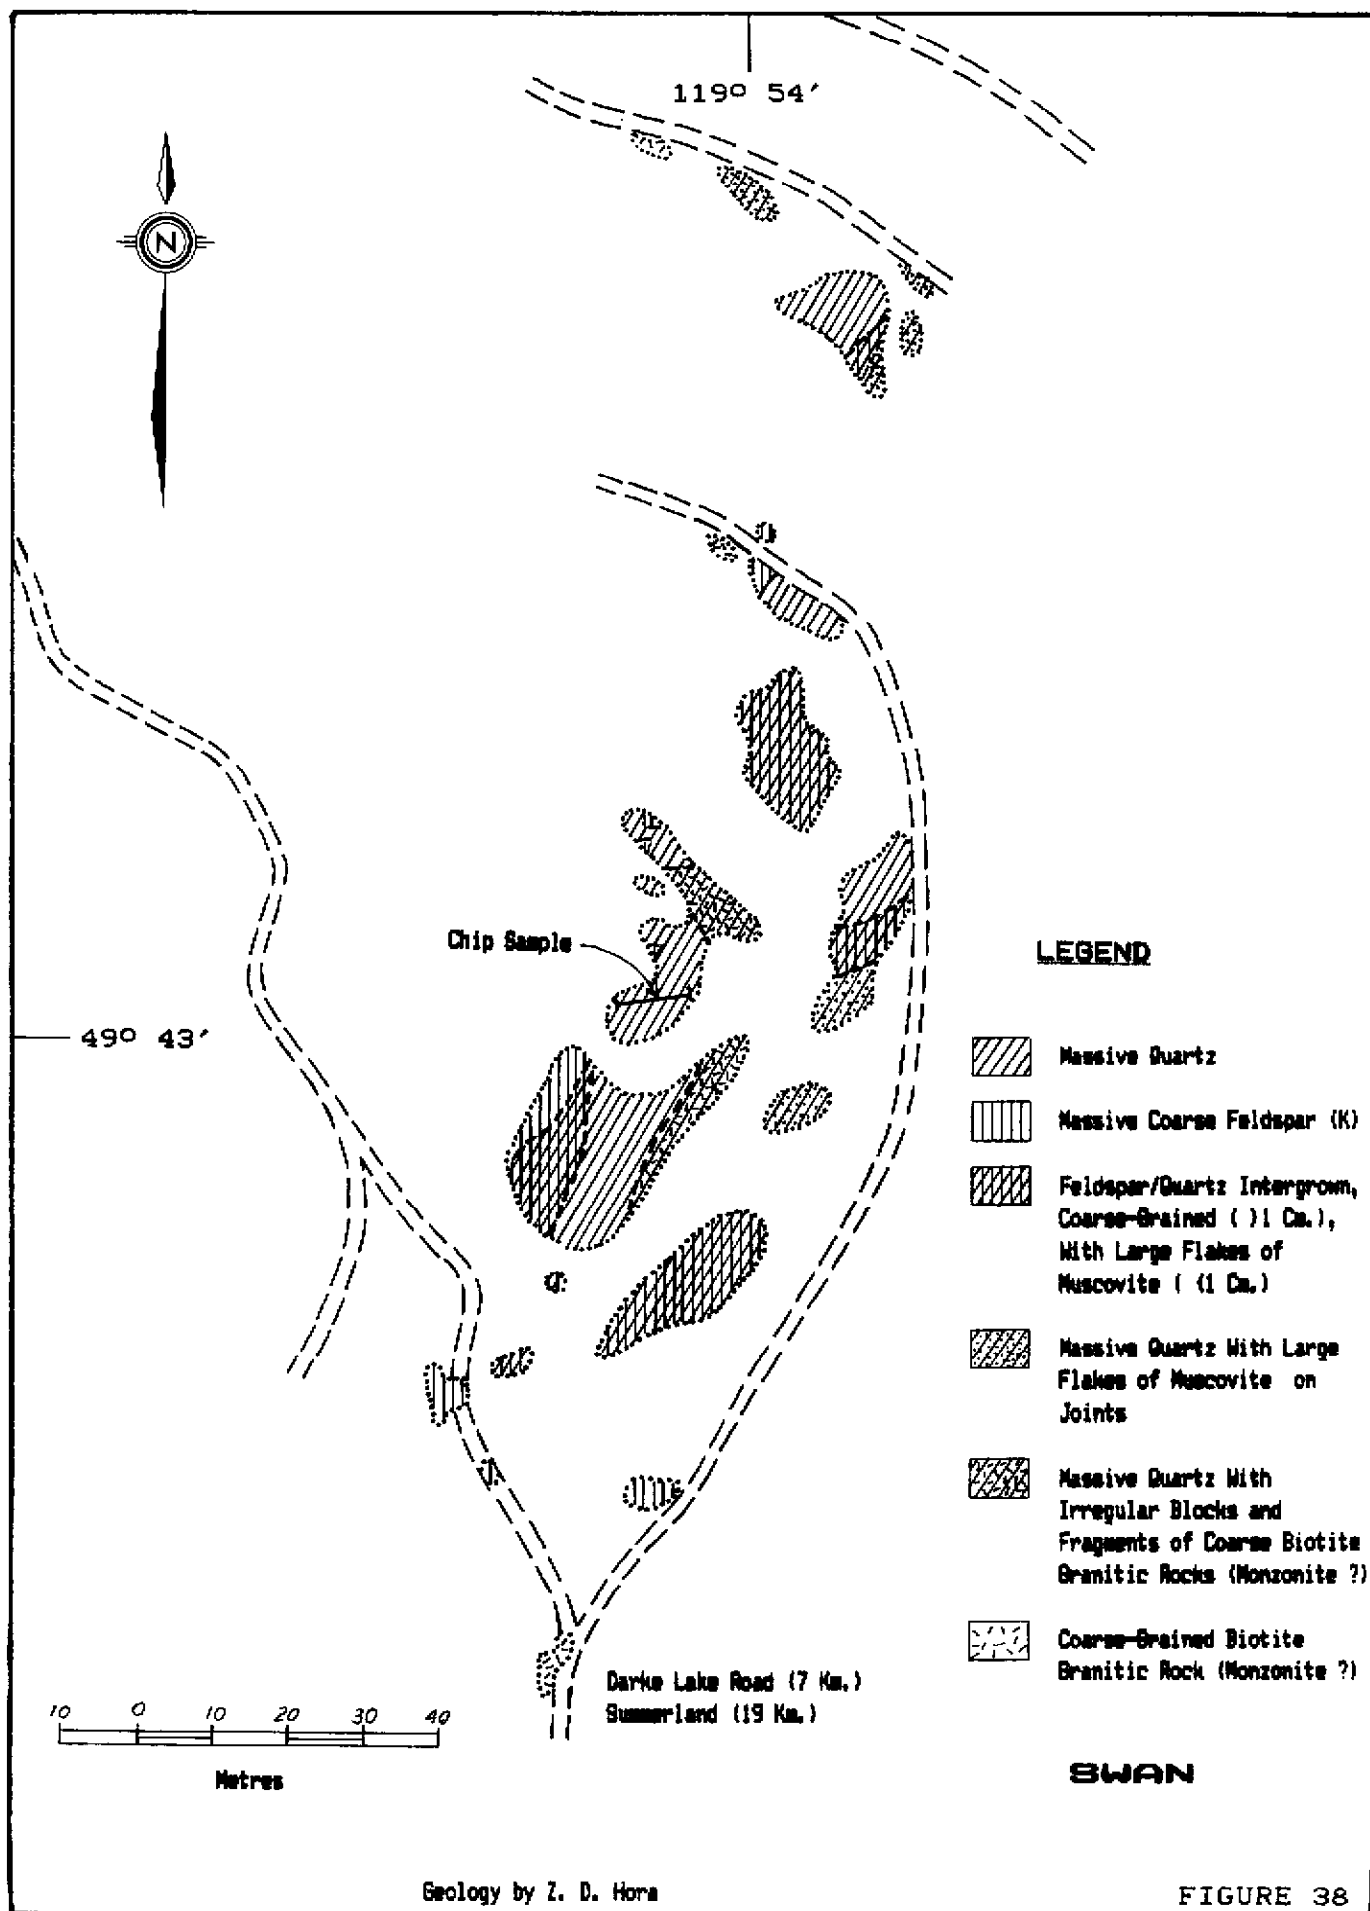 119º 54′
N
Chip Sample
49º 43′
LEGEND
Massive Quartz
Massive Coarse Feldspar (K)
Feldspar/Quartz Intergrown,
Coarse-Grained ( >1 Cm.),
With Large Flakes of
Muscovite ( <1 Cm.)
Massive Quartz With Large
Flakes of Muscovite on
Joints
Massive Quartz With
Irregular Blocks and
Fragments of Coarse Biotite
Granitic Rocks (Monzonite ?)
Coarse-Grained Biotite
Granitic Rock (Monzonite ?)
Darke Lake Road (7 Km.)
Summerland (19 Km.)
10 0 10 20 30 40
Metres
SWAN
Geology by Z. D. Hora
FIGURE 38